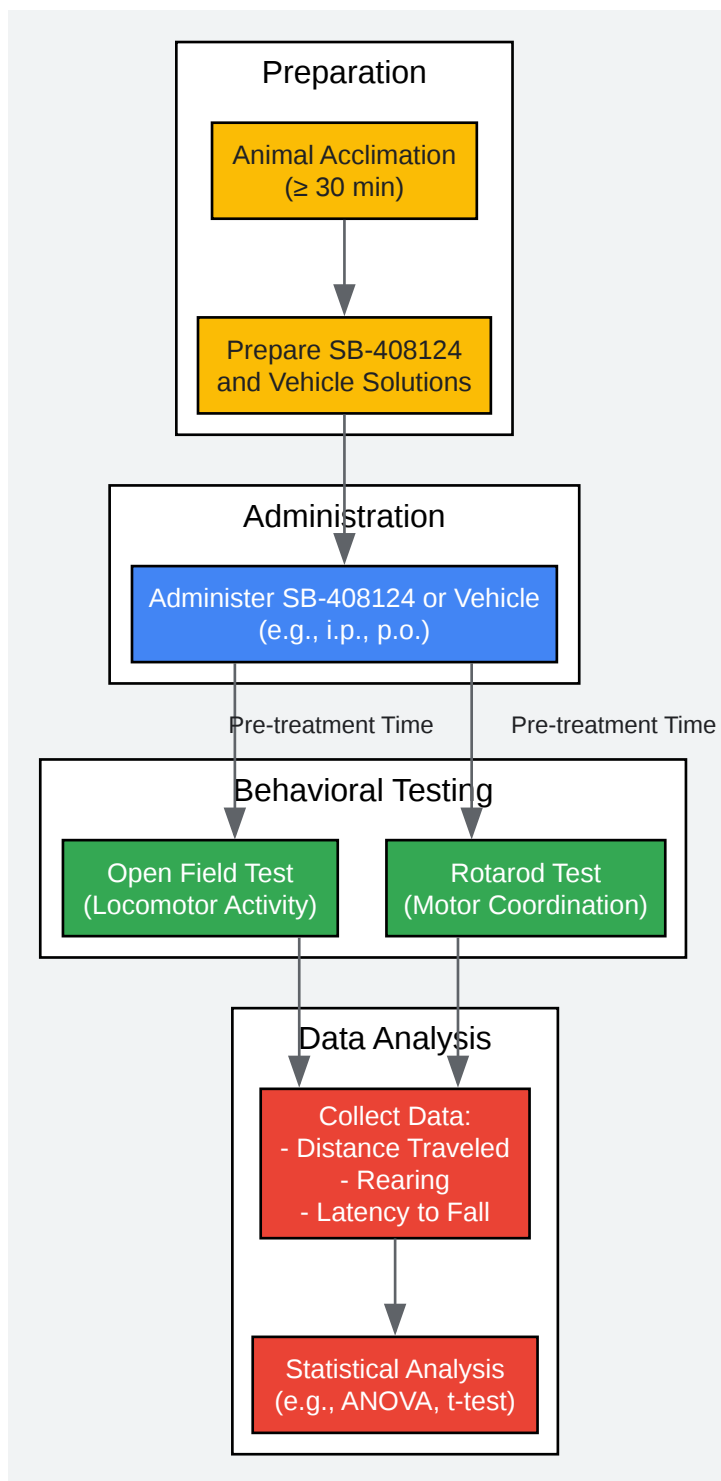 Preparation
Animal Acclimation
(≥ 30 min)
Prepare SB-408124
and Vehicle Solutions
Administration
Administer SB-408124 or Vehicle
(e.g., i.p., p.o.)
Pre-treatment Time
Pre-treatment Time
Behavioral Testing
Open Field Test
(Locomotor Activity)
Rotarod Test
(Motor Coordination)
Data Analysis
Collect Data:
- Distance Traveled
- Rearing
- Latency to Fall
Statistical Analysis
(e.g., ANOVA, t-test)